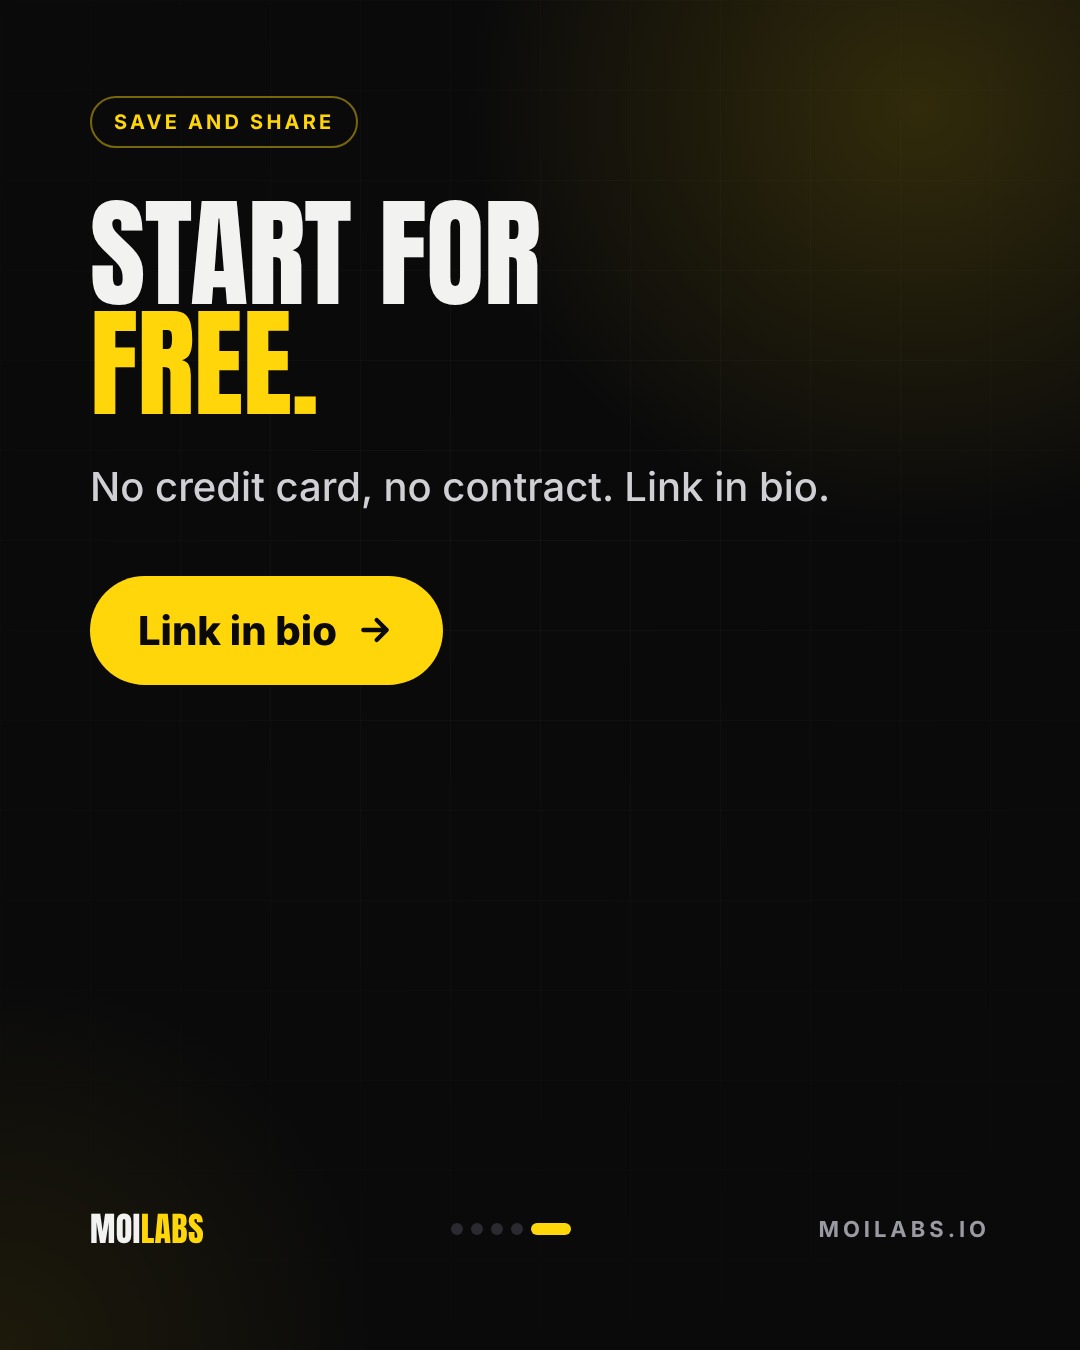 SAVE AND SHARE
START FOR
FREE.
No credit card, no contract. Link in bio.
Link in bio →
MOILABS
MOILABS.IO